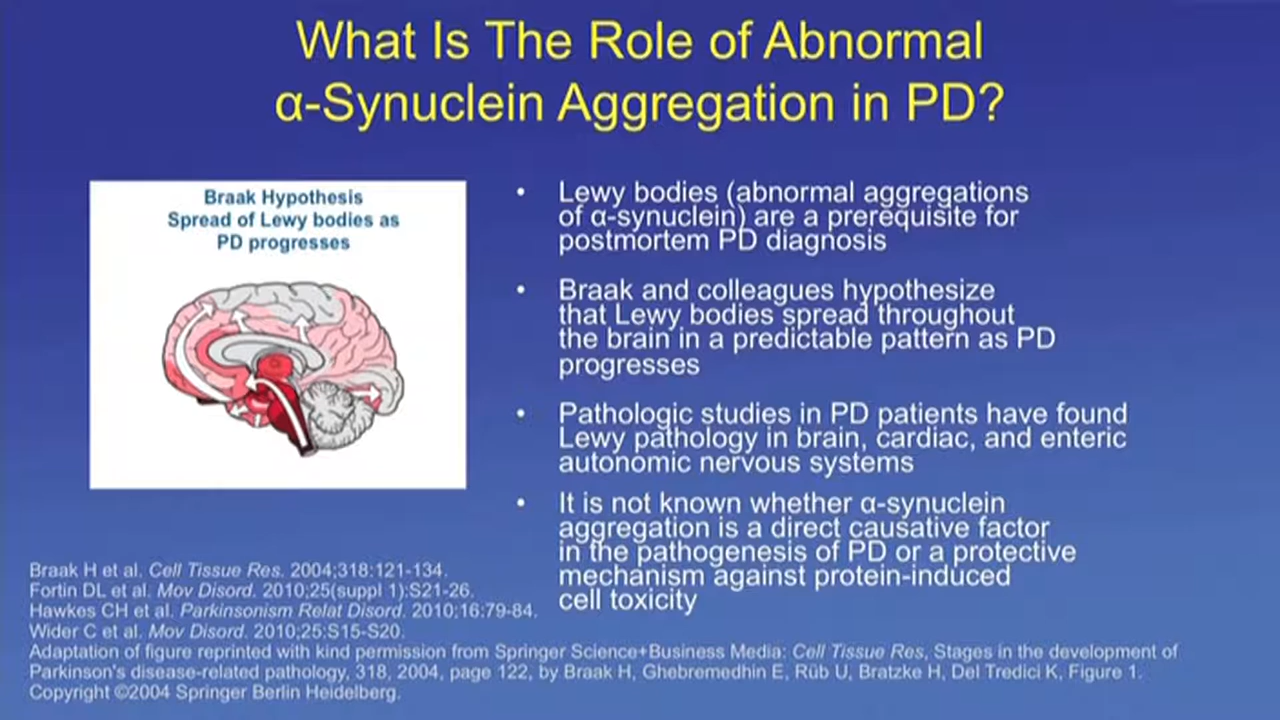 What Is The Role of Abnormal
α-Synuclein Aggregation in PD?
Braak Hypothesis
Spread of Lewy bodies as
PD progresses
• Lewy bodies (abnormal aggregations
of α-synuclein) are a prerequisite for
postmortem PD diagnosis
• Braak and colleagues hypothesize
that Lewy bodies spread throughout
the brain in a predictable pattern as PD
progresses
• Pathologic studies in PD patients have found
Lewy pathology in brain, cardiac, and enteric
autonomic nervous systems
• It is not known whether α-synuclein
aggregation is a direct causative factor
in the pathogenesis of PD or a protective
mechanism against protein-induced
cell toxicity
Braak H et al. Cell Tissue Res. 2004;318:121-134.
Fortin DL et al. Mov Disord. 2010;25(suppl 1):S21-26.
Hawkes CH et al. Parkinsonism Relat Disord. 2010;16:79-84.
Wider C et al. Mov Disord. 2010;25:S15-S20.
Adaptation of figure reprinted with kind permission from Springer Science+Business Media: Cell Tissue Res, Stages in the development of
Parkinson's disease-related pathology, 318, 2004, page 122, by Braak H, Ghebremedhin E, Rüb U, Bratzke H, Del Tredici K, Figure 1.
Copyright ©2004 Springer Berlin Heidelberg.